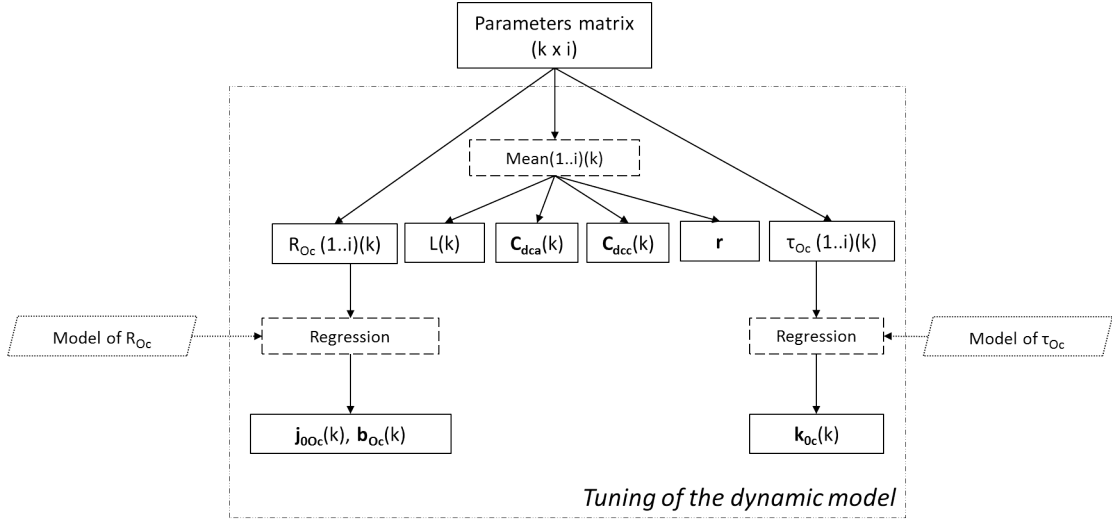 Parameters matrix
(k x i)
Mean(1..i)(k)
R_Oc (1..i)(k)
L(k)
C_dca(k)
C_dcc(k)
r
τ_Oc (1..i)(k)
Model of R_Oc
Regression
Regression
Model of τ_Oc
j_0Oc(k), b_Oc(k)
k_0c(k)
Tuning of the dynamic model